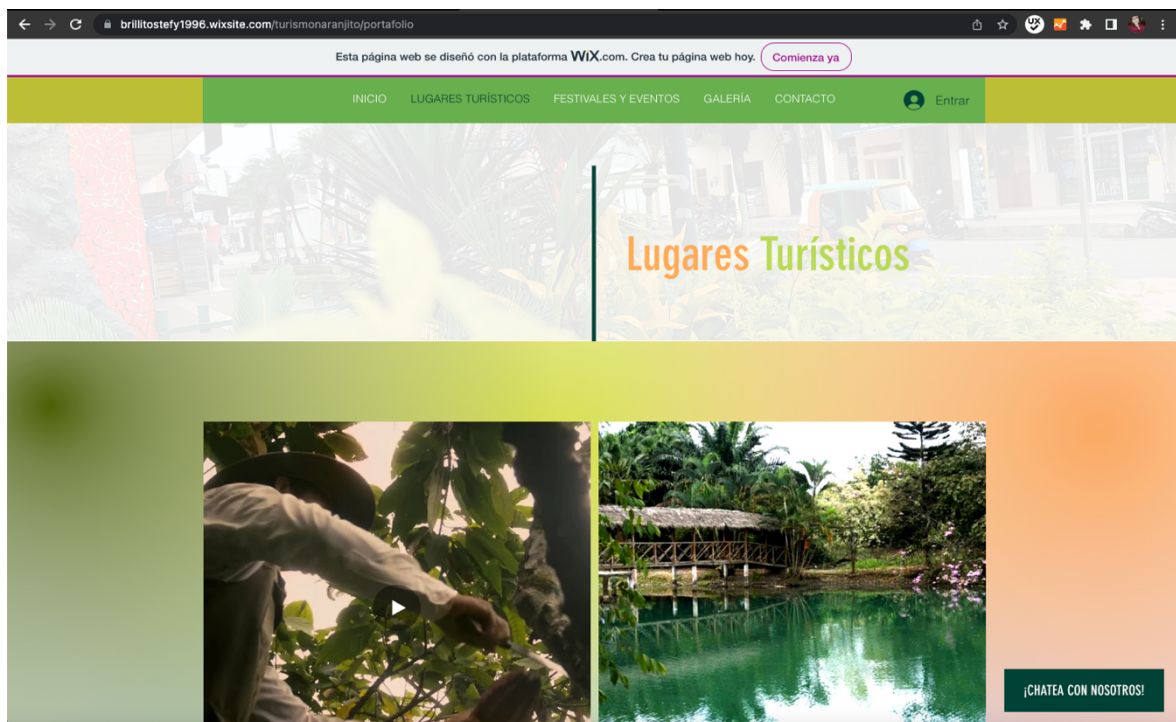 brillitostefy1996.wixsite.com/turismonaranjito/portafolio
UX
Esta página web se diseñó con la plataforma WiX.com. Crea tu página web hoy. Comienza ya
INICIO LUGARES TURÍSTICOS FESTIVALES Y EVENTOS GALERÍA CONTACTO Entrar
Lugares Turísticos
¡CHATEA CON NOSOTROS!